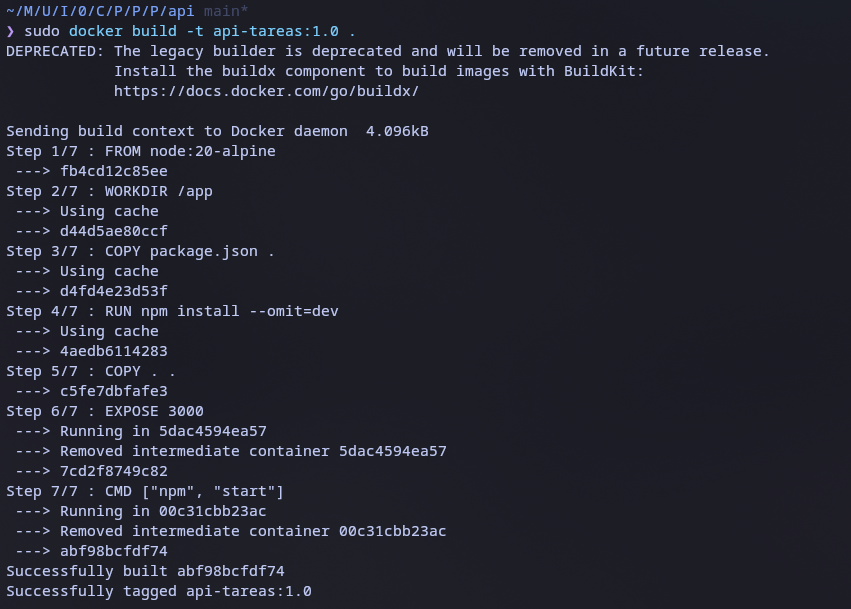 ~/M/U/I/0/C/P/P/P/api main*
❯ sudo docker build -t api-tareas:1.0 .
DEPRECATED: The legacy builder is deprecated and will be removed in a future release.
            Install the buildx component to build images with BuildKit:
            https://docs.docker.com/go/buildx/

Sending build context to Docker daemon  4.096kB
Step 1/7 : FROM node:20-alpine
 ---> fb4cd12c85ee
Step 2/7 : WORKDIR /app
 ---> Using cache
 ---> d44d5ae80ccf
Step 3/7 : COPY package.json .
 ---> Using cache
 ---> d4fd4e23d53f
Step 4/7 : RUN npm install --omit=dev
 ---> Using cache
 ---> 4aedb6114283
Step 5/7 : COPY . .
 ---> c5fe7dbfafe3
Step 6/7 : EXPOSE 3000
 ---> Running in 5dac4594ea57
 ---> Removed intermediate container 5dac4594ea57
 ---> 7cd2f8749c82
Step 7/7 : CMD ["npm", "start"]
 ---> Running in 00c31cbb23ac
 ---> Removed intermediate container 00c31cbb23ac
 ---> abf98bcfdf74
Successfully built abf98bcfdf74
Successfully tagged api-tareas:1.0